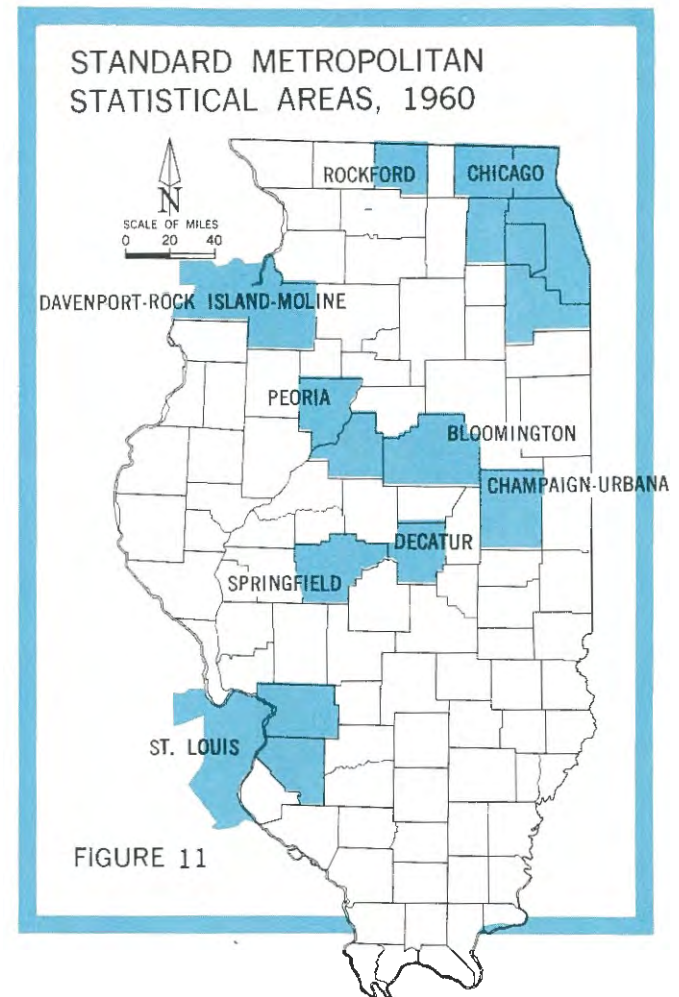 STANDARD METROPOLITAN
STATISTICAL AREAS, 1960
N
SCALE OF MILES
0 20 40
ROCKFORD
CHICAGO
DAVENPORT-ROCK ISLAND-MOLINE
PEORIA
BLOOMINGTON
CHAMPAIGN-URBANA
DECATUR
SPRINGFIELD
ST. LOUIS
FIGURE 11